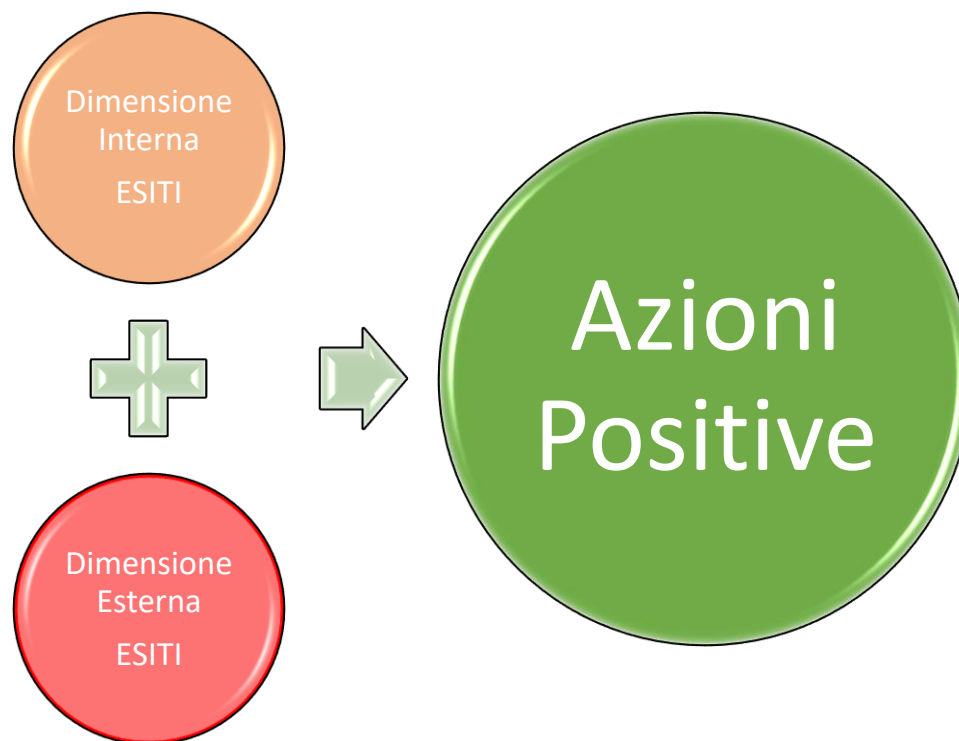 Dimensione
Interna
ESITI
Azioni
Positive
Dimensione
Esterna
ESITI